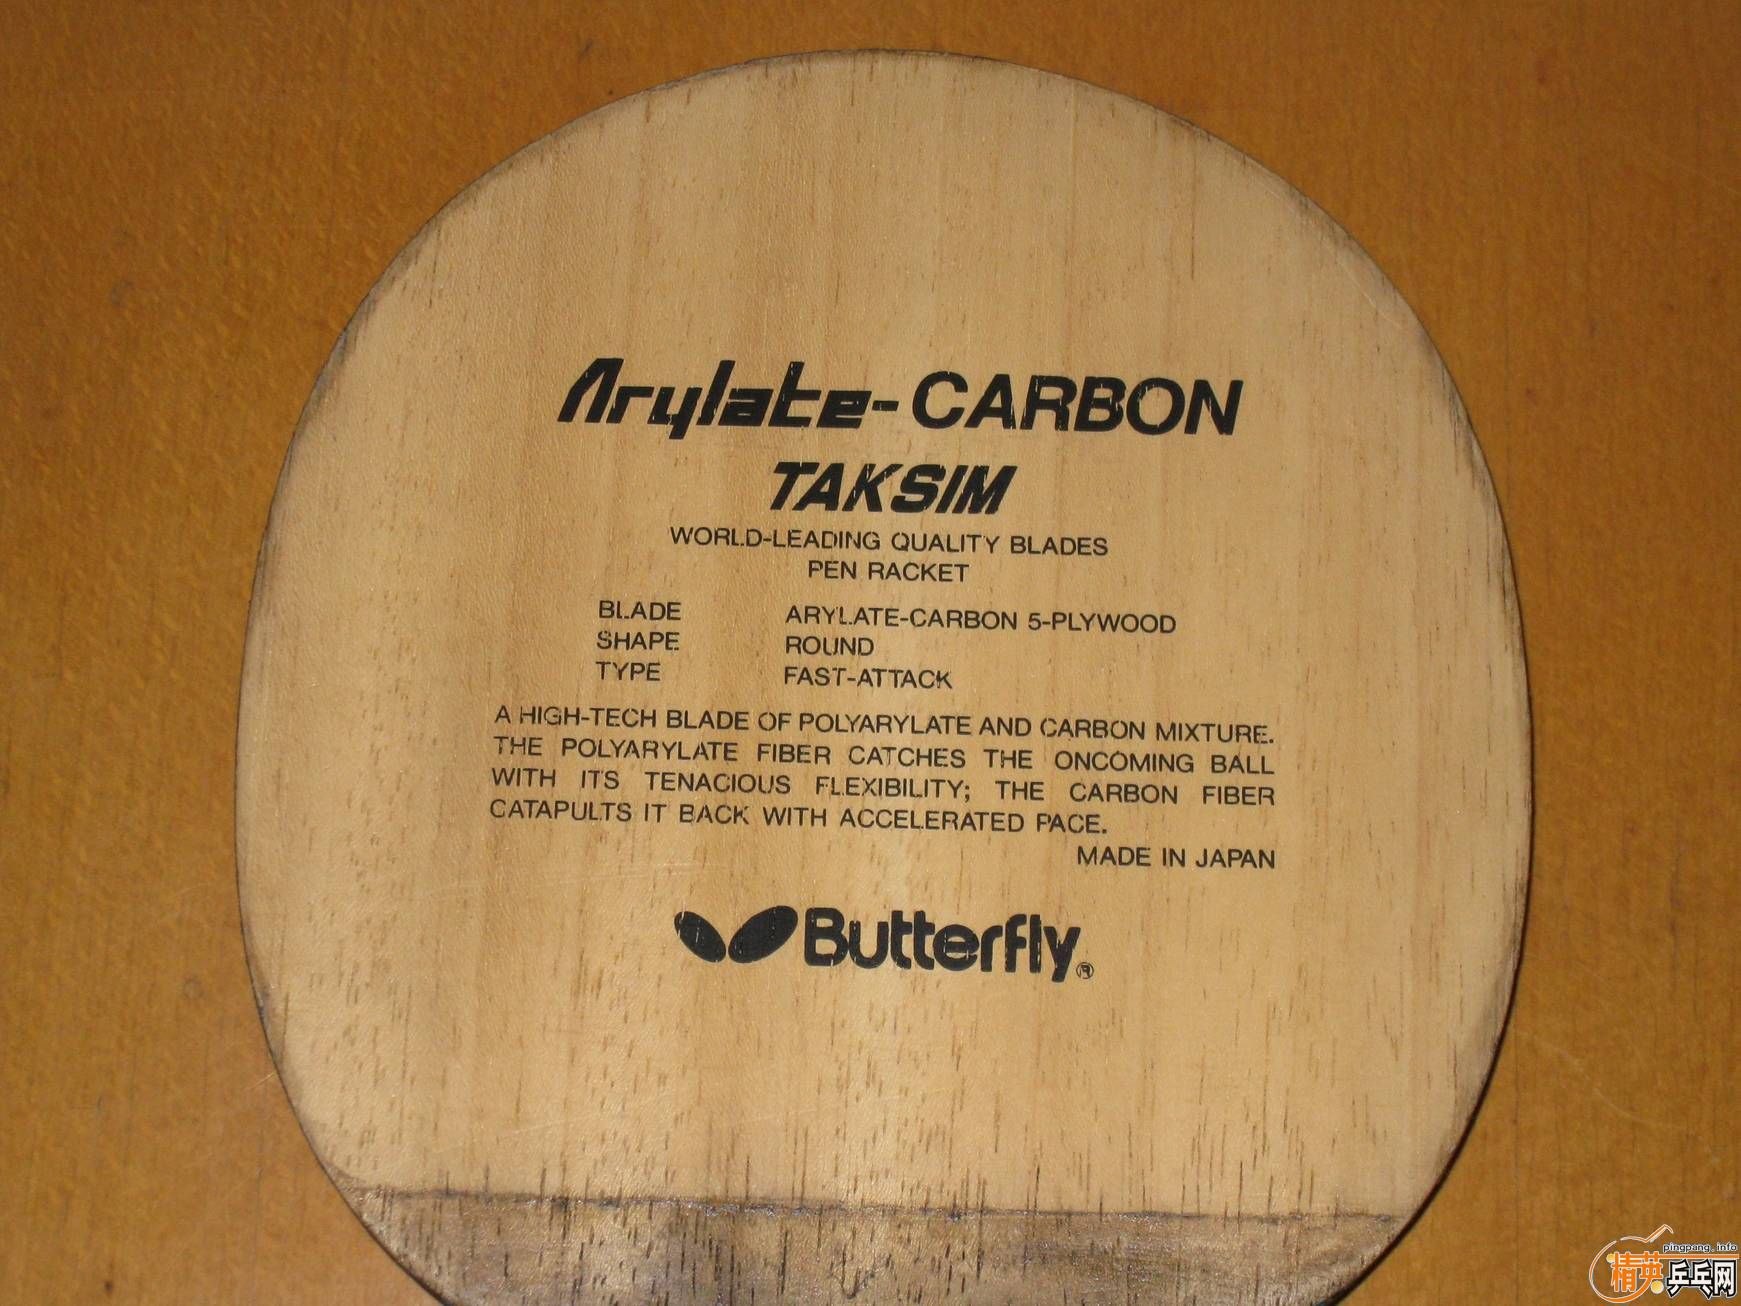 Arylate-CARBON
TAKSIM
WORLD-LEADING QUALITY BLADES
PEN RACKET
BLADE ARYLATE-CARBON 5-PLYWOOD
SHAPE ROUND
TYPE FAST-ATTACK
A HIGH-TECH BLADE OF POLYARYLATE AND CARBON MIXTURE.
THE POLYARYLATE FIBER CATCHES THE ONCOMING BALL
WITH ITS TENACIOUS FLEXIBILITY; THE CARBON FIBER
CATAPULTS IT BACK WITH ACCELERATED PACE.
MADE IN JAPAN
Butterfly®
pingpang.info
精英乒乓网